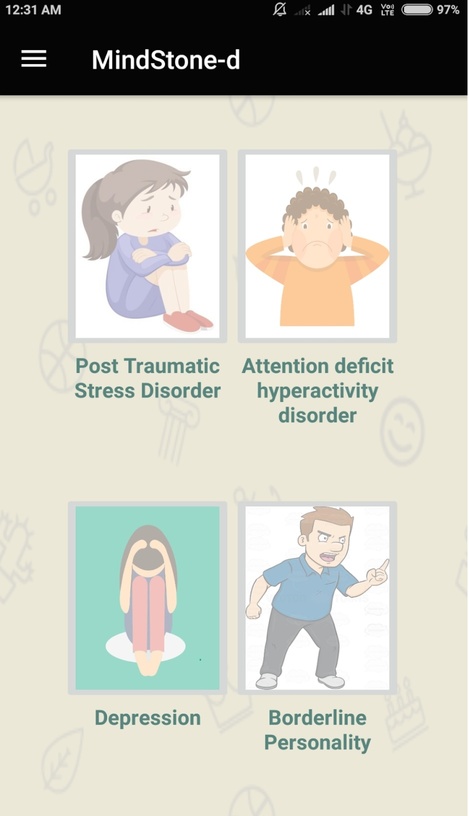 12:31 AM
4G
Vo)
LTE
97%
MindStone-d
Post Traumatic
Stress Disorder
Attention deficit
hyperactivity
disorder
Depression
Borderline
Personality